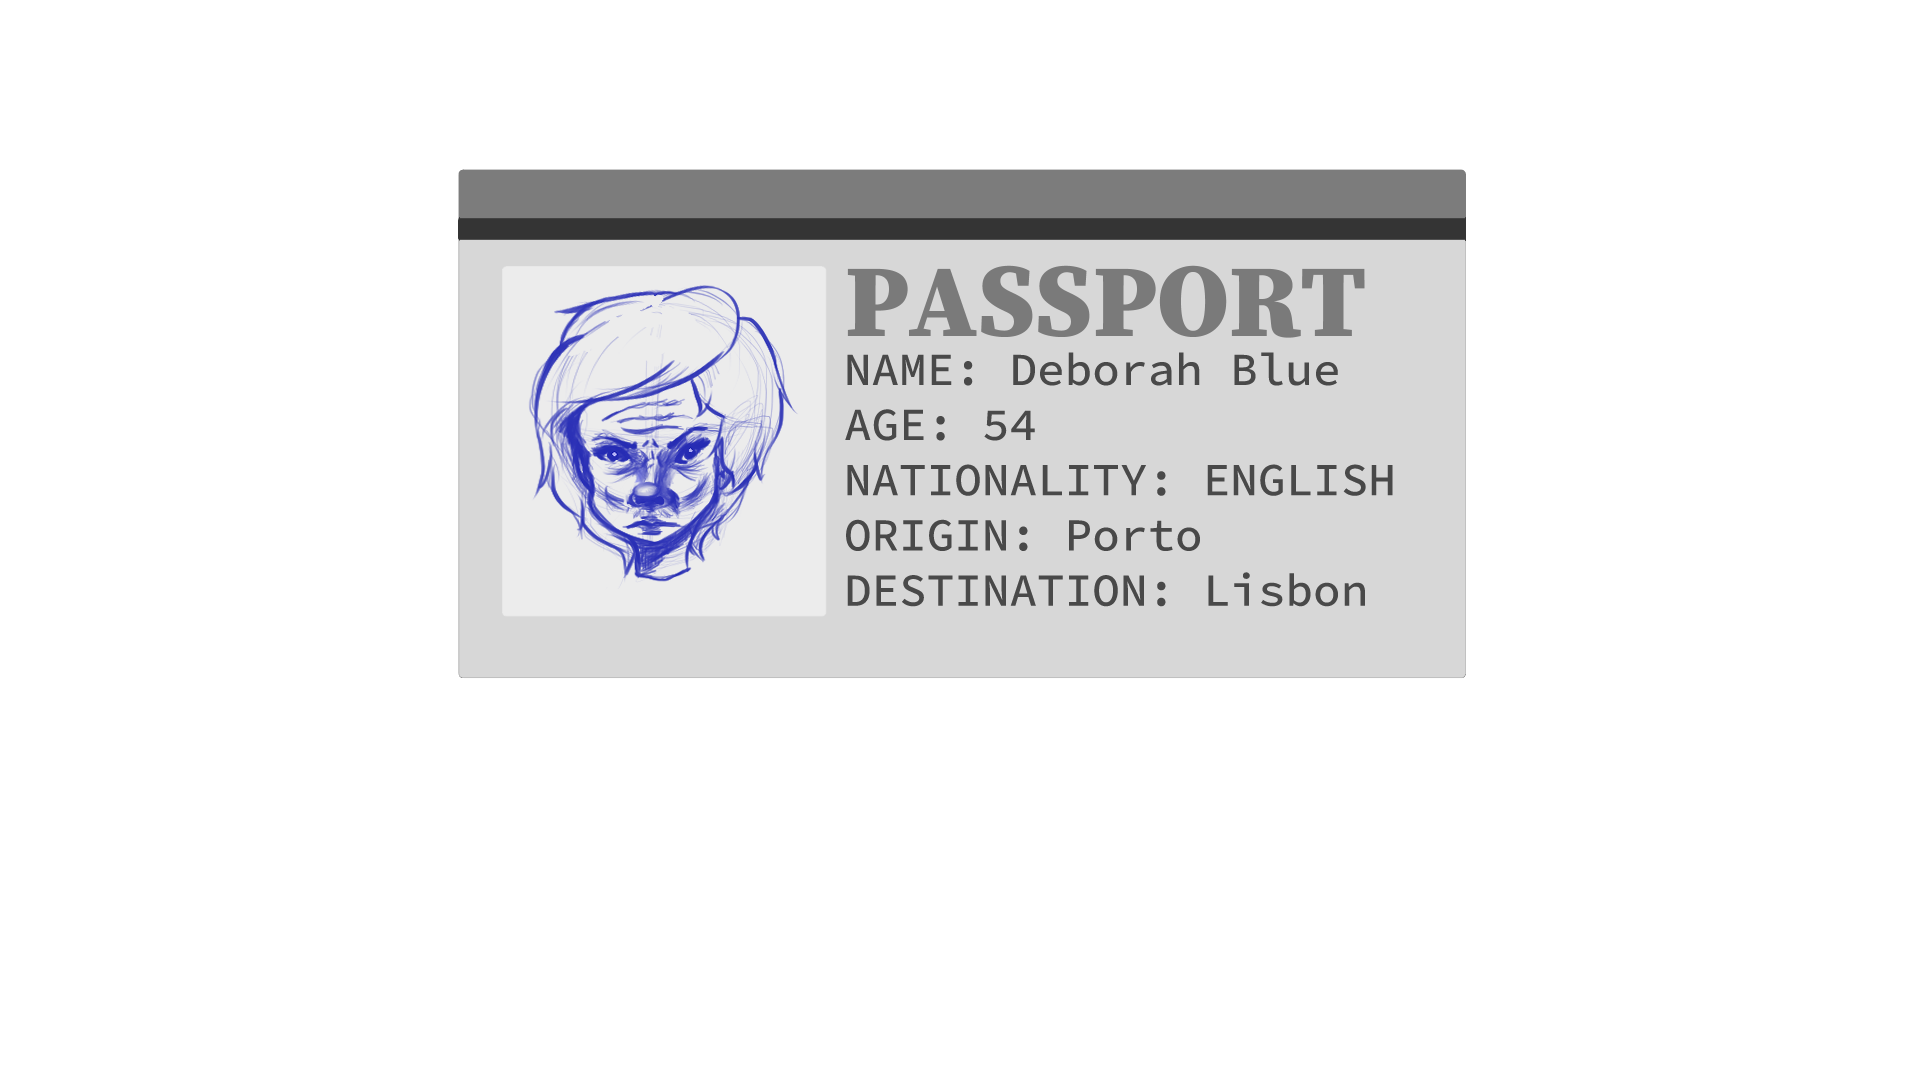 PASSPORT
NAME: Deborah Blue
AGE: 54
NATIONALITY: ENGLISH
ORIGIN: Porto
DESTINATION: Lisbon